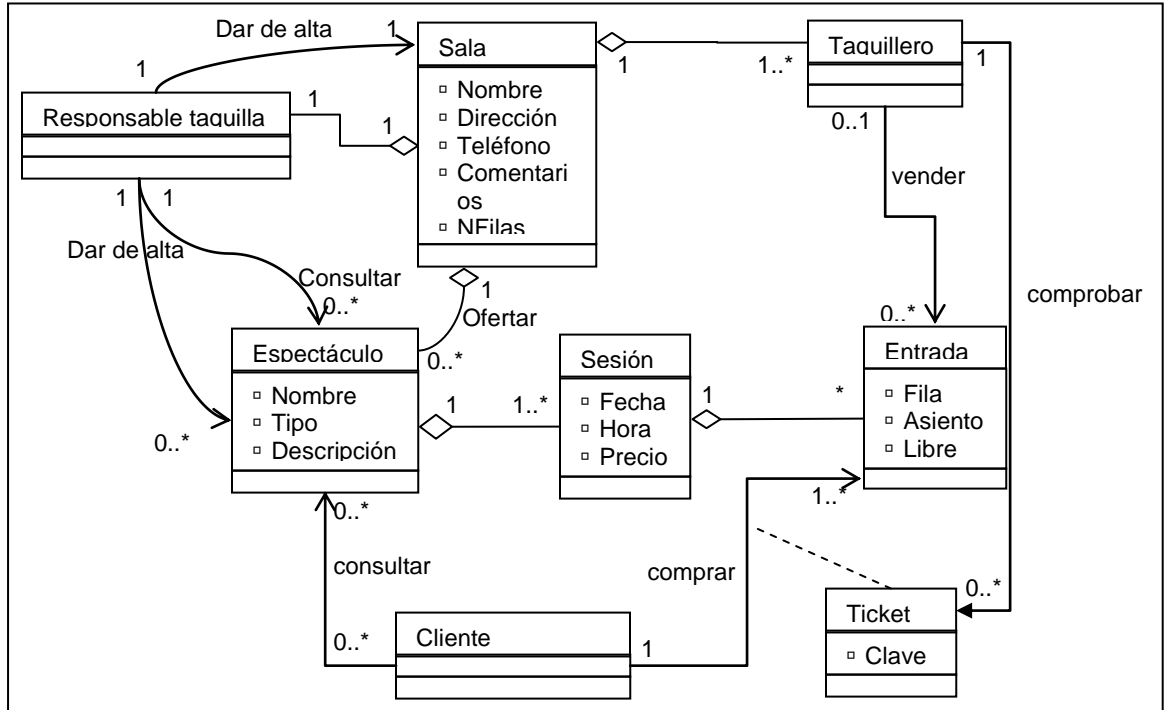 Dar de alta
1
Sala
1
1..*
Taquillero
1
1
Responsable taquilla
1
1
Nombre
Dirección
Teléfono
Comentari
os
NFilas
0..1
vender
1
1
Dar de alta
Consultar
0..*
1
Ofertar
0..*
comprobar
0..*
Espectáculo
Nombre
Tipo
Descripción
0..*
1
1..*
Sesión
Fecha
Hora
Precio
1
*
Entrada
Fila
Asiento
Libre
0..*
1..*
consultar
comprar
0..*
Cliente
1
0..*
Ticket
Clave